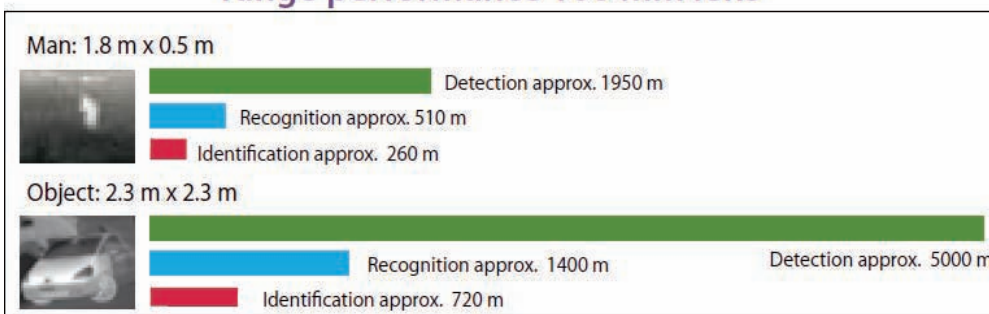 Man: 1.8 m x 0.5 m
Detection approx. 1950 m
Recognition approx. 510 m
Identification approx. 260 m
Object: 2.3 m x 2.3 m
Detection approx. 5000 m
Recognition approx. 1400 m
Identification approx. 720 m